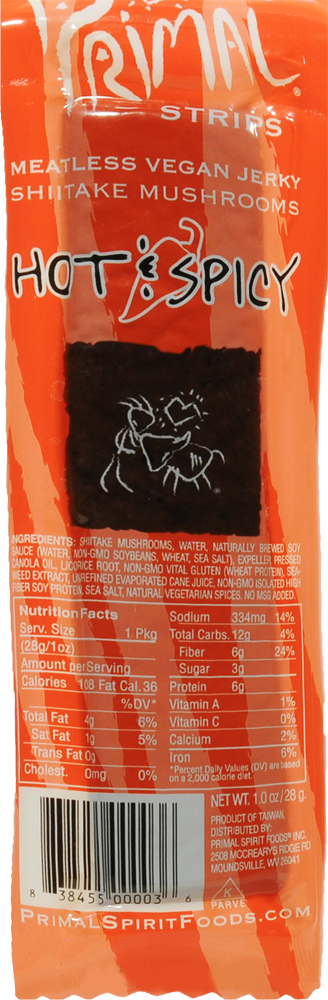 PRIMAL®
STRIPS
MEATLESS VEGAN JERKY
SHIITAKE MUSHROOMS
HOT & SPICY
INGREDIENTS: SHIITAKE MUSHROOMS, WATER, NATURALLY BREWED SOY
SAUCE (WATER, NON-GMO SOYBEANS, WHEAT, SEA SALT), EXPELLER PRESSED
CANOLA OIL, LICORICE ROOT, NON-GMO VITAL GLUTEN (WHEAT PROTEIN), SEA-
WEED EXTRACT, UNREFINED EVAPORATED CANE JUICE, NON-GMO ISOLATED HIGH
FIBER SOY PROTEIN, SEA SALT, NATURAL VEGETARIAN SPICES. NO MSG ADDED.
Nutrition Facts
Serv. Size 1 Pkg
(28g/1oz)
Amount per Serving
Calories 108 Fat Cal. 36
%DV*
Total Fat 4g 6%
Sat Fat 1g 5%
Trans Fat 0g
Cholest. 0mg 0%
Sodium 334mg 14%
Total Carbs. 12g 4%
Fiber 6g 24%
Sugar 3g
Protein 6g
Vitamin A 1%
Vitamin C 0%
Calcium 2%
Iron 6%
*Percent Daily Values (DV) are based
on a 2,000 calorie diet.
NET WT. 1.0 oz / 28 g.
PRODUCT OF TAIWAN,
DISTRIBUTED BY:
PRIMAL SPIRIT FOODS® INC.
2508 MCCREARYS RIDGE RD
MOUNDSVILLE, WV 26041
8 38455 00003 6
K
PARVE
PRIMALSPIRITFOODS.COM